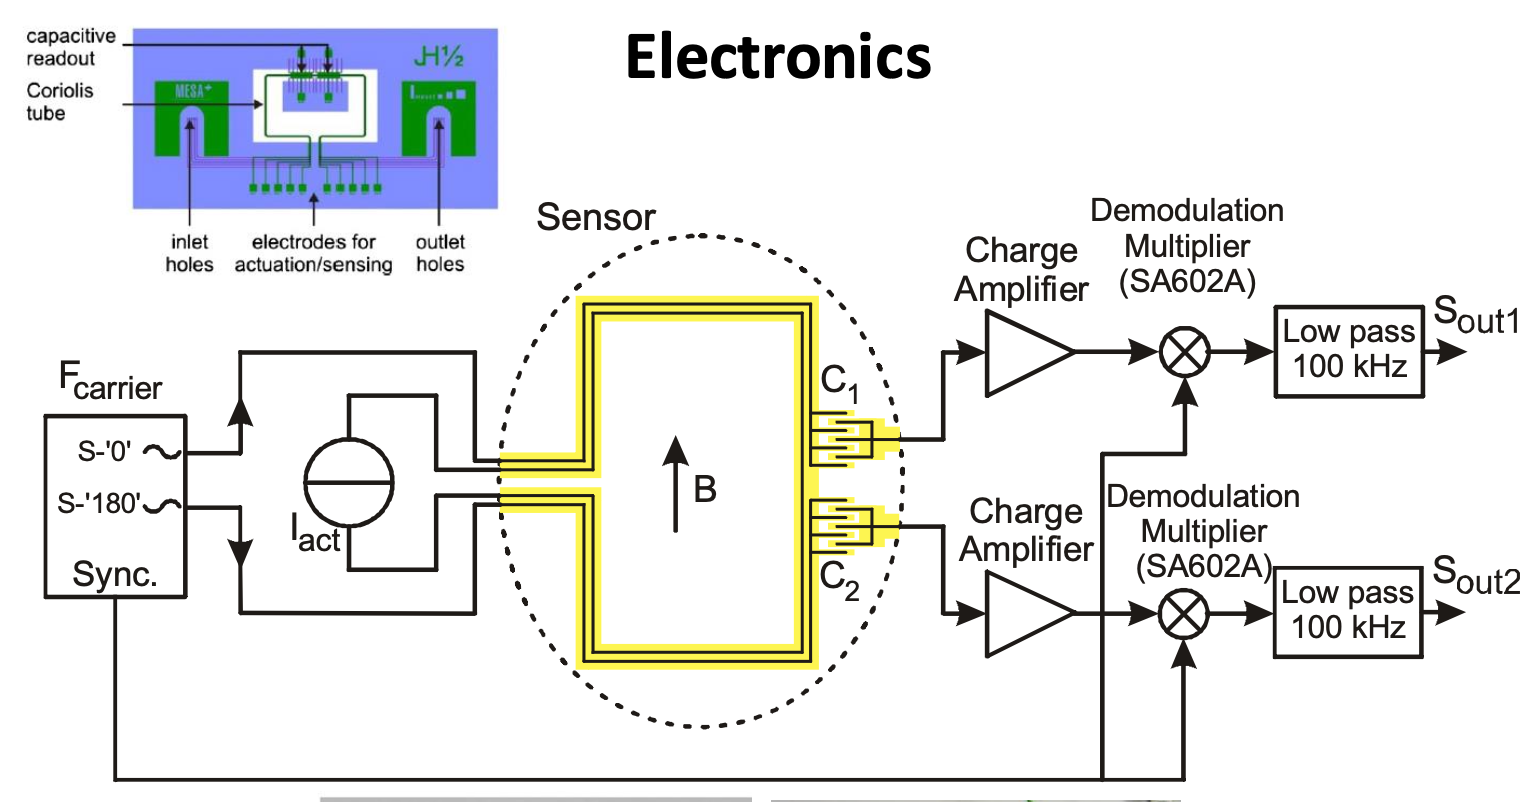 Electronics
capacitive
readout
Coriolis
tube
MESA+
inlet
holes
electrodes for
actuation/sensing
outlet
holes
Sensor
Fcarrier
S-'0'
S-'180'
Sync.
Iact
B
C1
C2
Charge
Amplifier
Demodulation
Multiplier
(SA602A)
Low pass
100 kHz
Sout1
Charge
Amplifier
Demodulation
Multiplier
(SA602A)
Low pass
100 kHz
Sout2